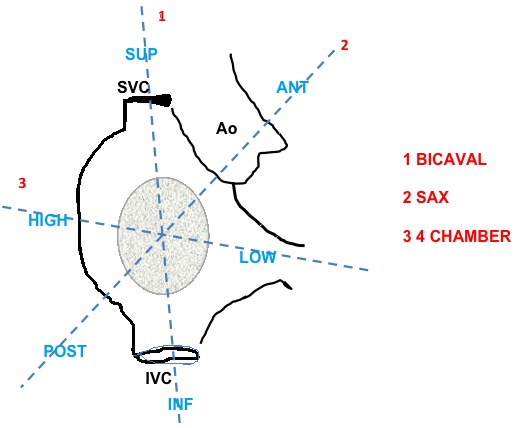 1
SUP
2
SVC
ANT
Ao
1 BICAVAL
3
2 SAX
HIGH
3 4 CHAMBER
LOW
POST
IVC
INF